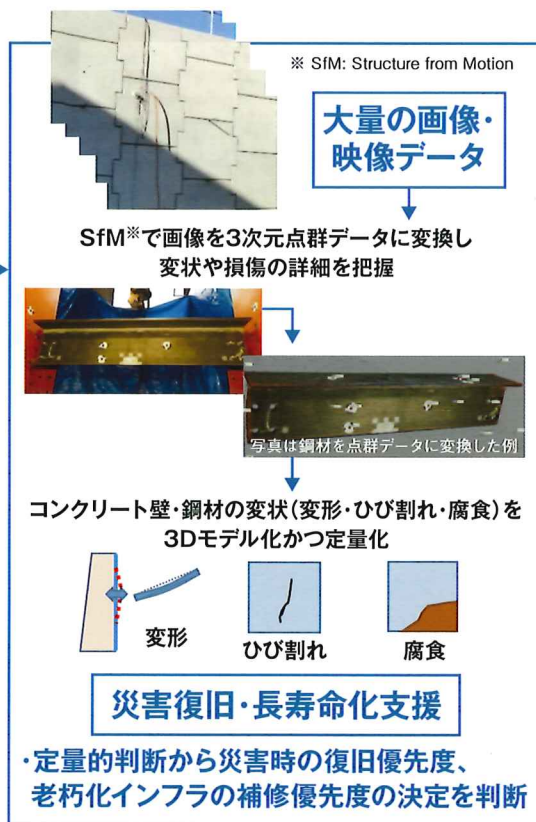 ※ SfM: Structure from Motion
大量の画像・
映像データ
SfM※で画像を3次元点群データに変換し
変状や損傷の詳細を把握
写真は鋼材を点群データに変換した例
コンクリート壁・鋼材の変状(変形・ひび割れ・腐食)を
3Dモデル化かつ定量化
変形
ひび割れ
腐食
災害復旧・長寿命化支援
・定量的判断から災害時の復旧優先度、
老朽化インフラの補修優先度の決定を判断